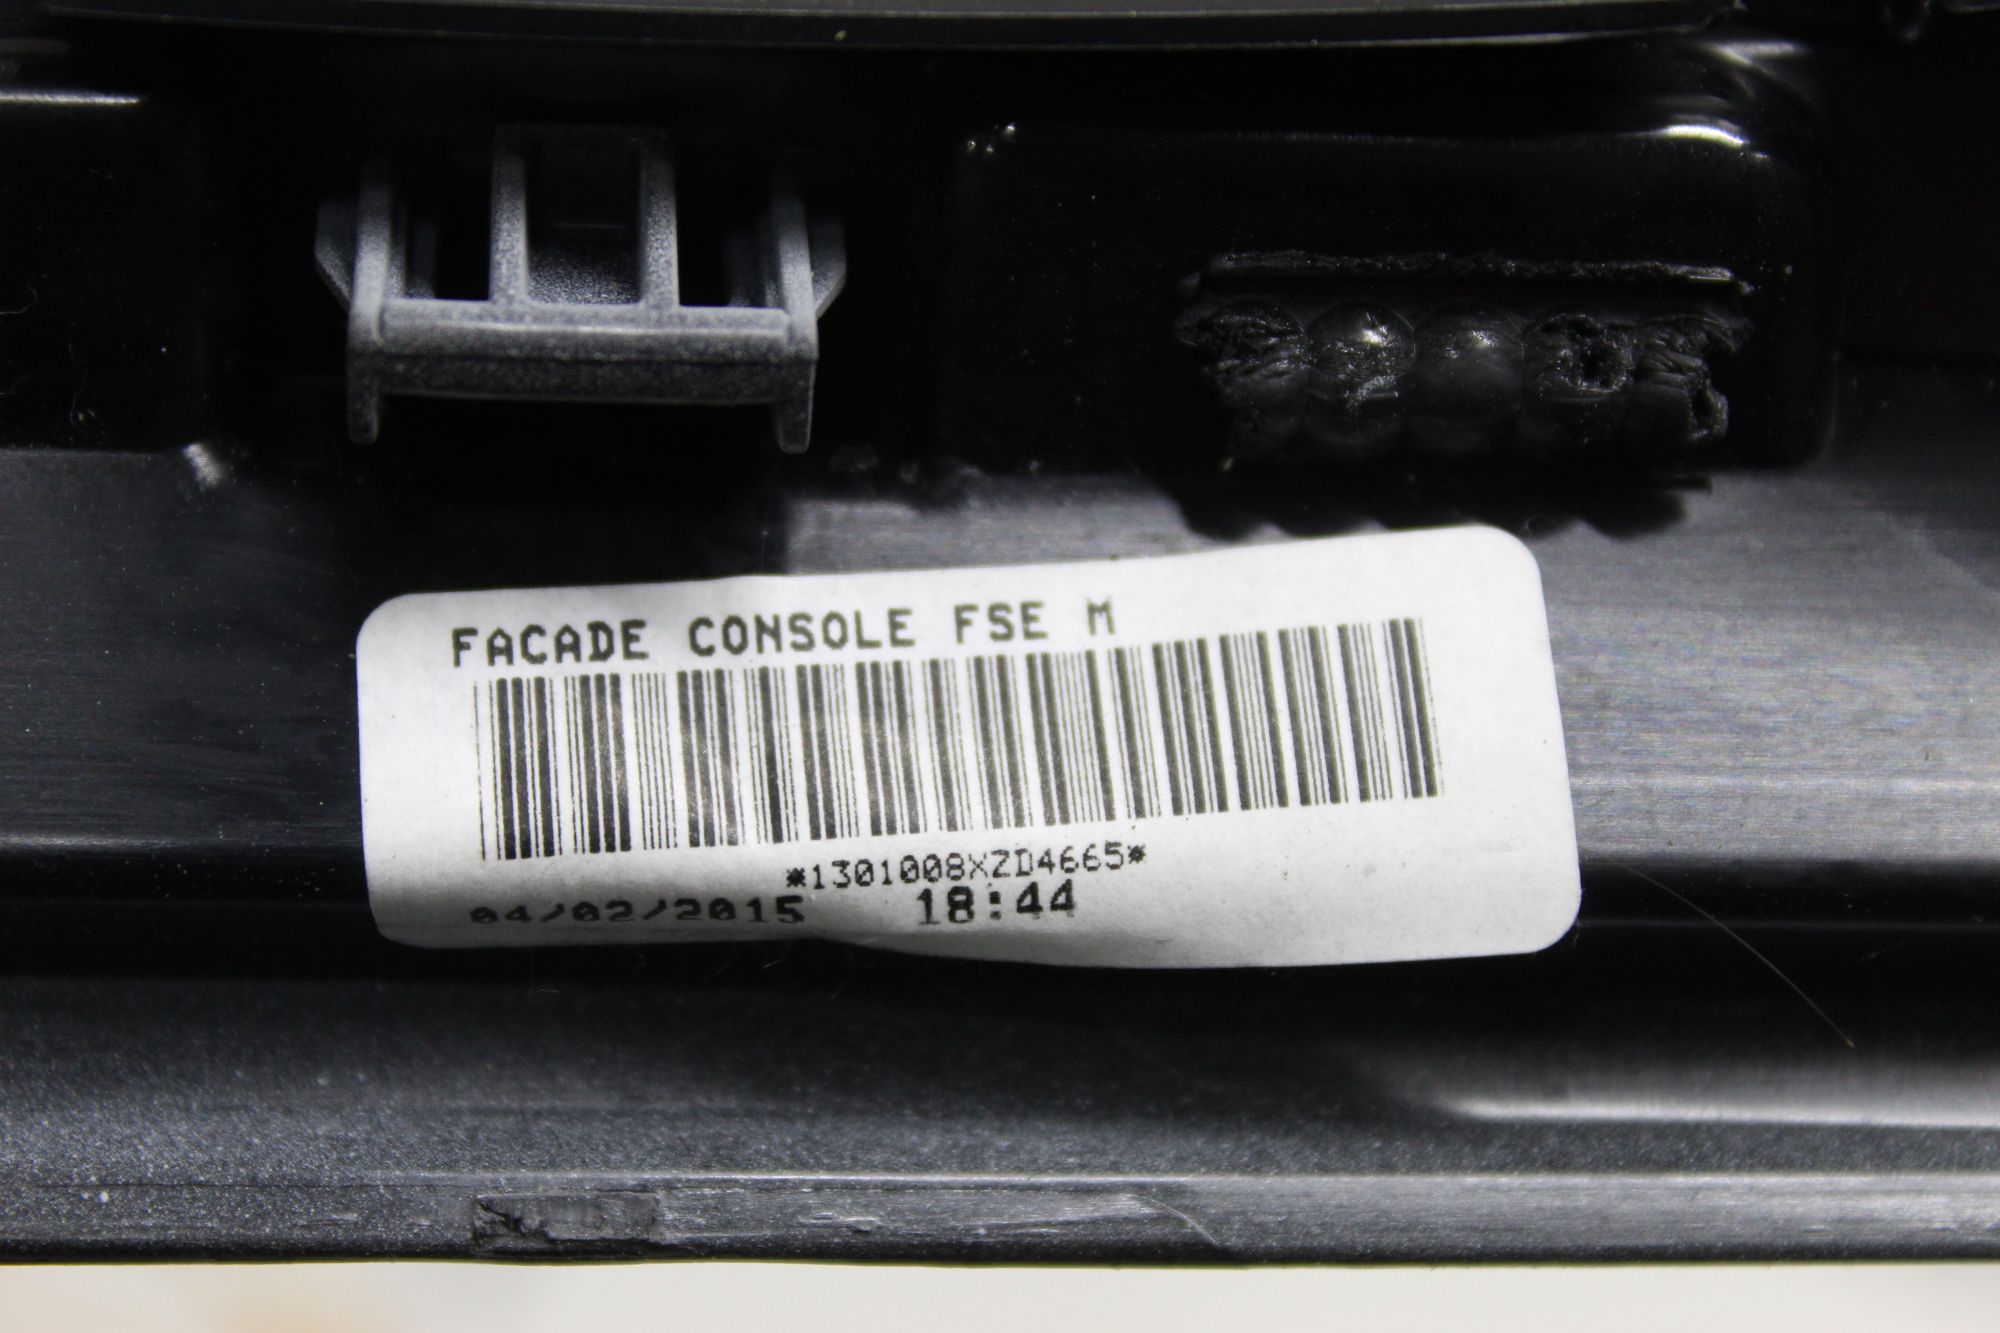 FACADE CONSOLE FSE M
*1301008XZD4665*
04/02/2015 18:44